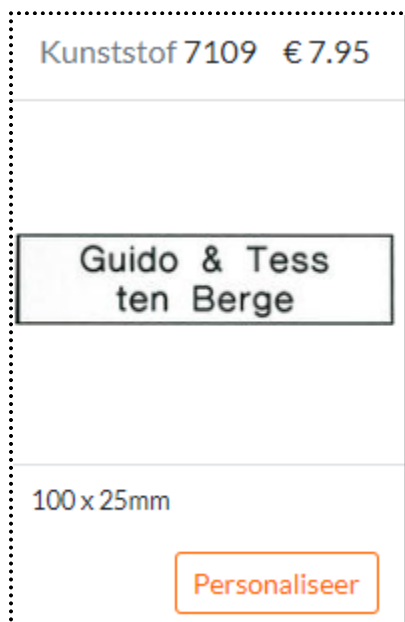 Kunststof 7109 € 7.95
Guido & Tess
ten Berge
100 x 25mm
Personaliseer